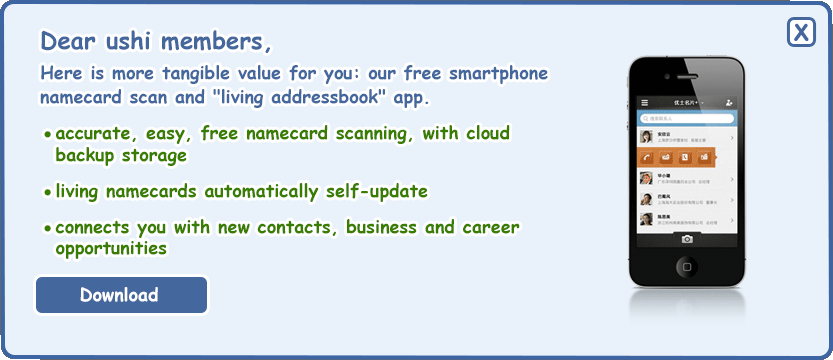 Dear ushi members,
X
Here is more tangible value for you: our free smartphone
namecard scan and "living addressbook" app.
• accurate, easy, free namecard scanning, with cloud
backup storage
• living namecards automatically self-update
• connects you with new contacts, business and career
opportunities
Download
优士名片+